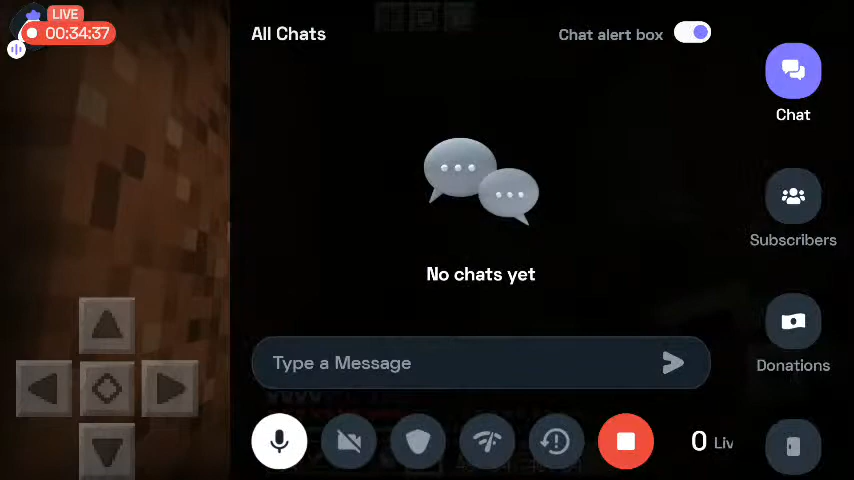 LIVE
00:34:37
All Chats
Chat alert box
Chat
Subscribers
No chats yet
Type a Message
Donations
0 Liv